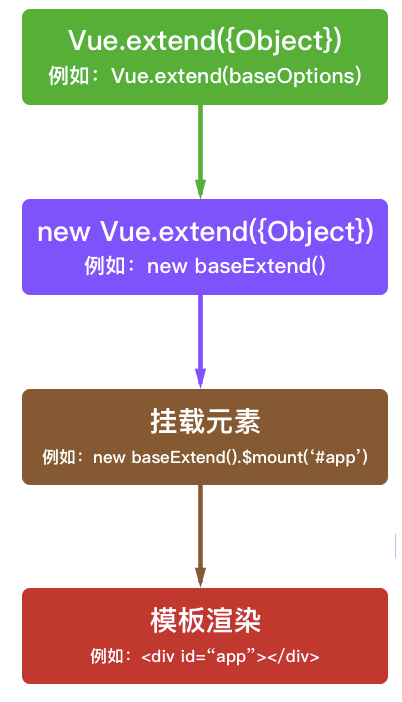 Vue.extend({Object})
例如：Vue.extend(baseOptions)
new Vue.extend({Object})
例如：new baseExtend()
挂载元素
例如：new baseExtend().$mount(‘#app’)
模板渲染
例如：<div id=“app”></div>